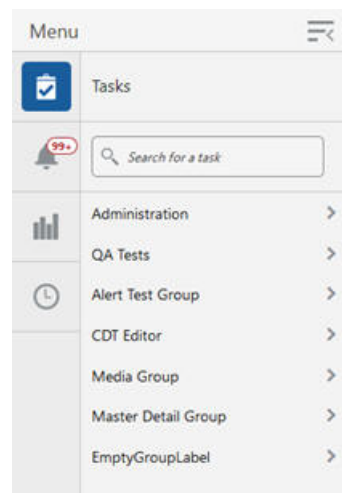 Menu
Tasks
99+
Search for a task
Administration
QA Tests
Alert Test Group
CDT Editor
Media Group
Master Detail Group
EmptyGroupLabel